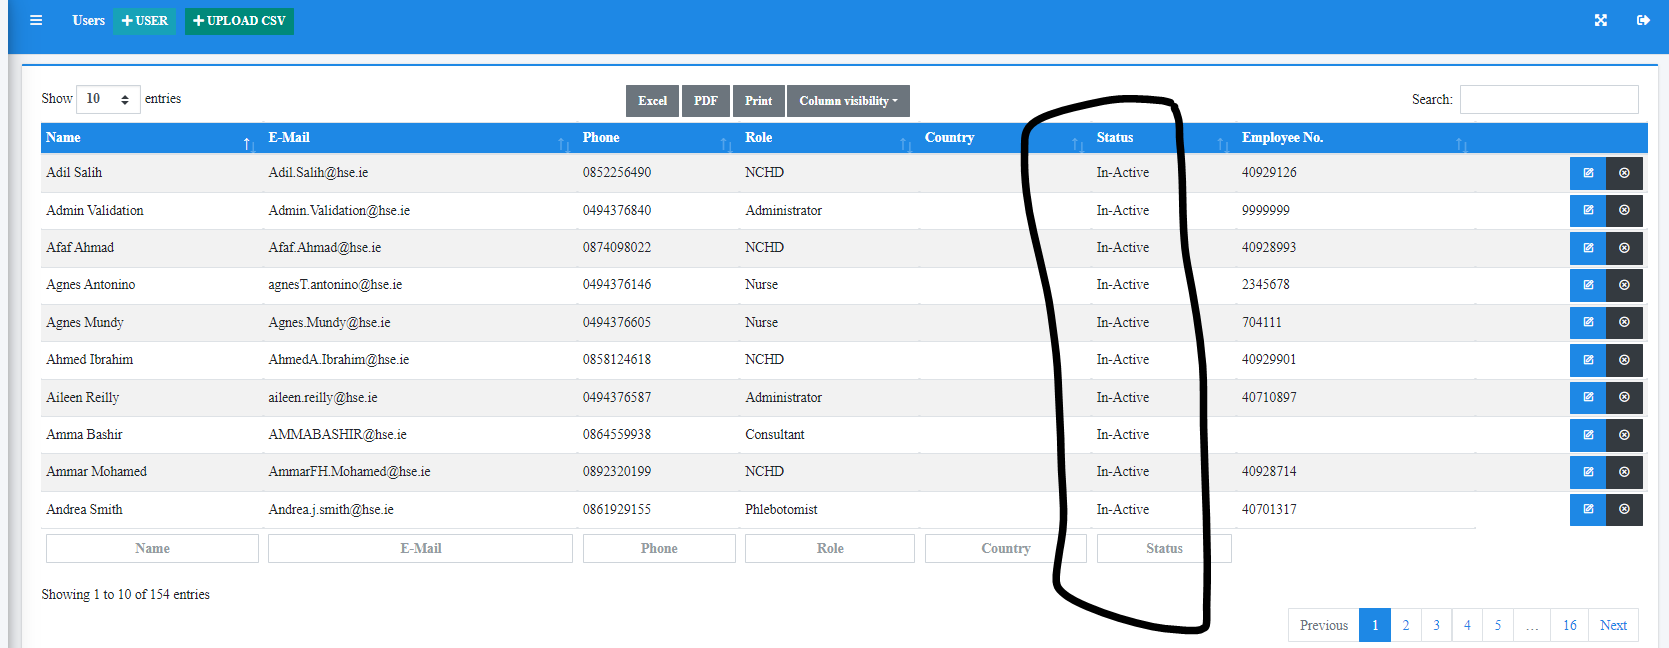 Users + USER + UPLOAD CSV
Show 10 entries Excel PDF Print Column visibility Search:
Name E-Mail Phone Role Country Status Employee No.
Adil Salih Adil.Salih@hse.ie 0852256490 NCHD In-Active 40929126
Admin Validation Admin.Validation@hse.ie 0494376840 Administrator In-Active 9999999
Afaf Ahmad Afaf.Ahmad@hse.ie 0874098022 NCHD In-Active 40928993
Agnes Antonino agnesT.antonino@hse.ie 0494376146 Nurse In-Active 2345678
Agnes Mundy Agnes.Mundy@hse.ie 0494376605 Nurse In-Active 704111
Ahmed Ibrahim AhmedA.Ibrahim@hse.ie 0858124618 NCHD In-Active 40929901
Aileen Reilly aileen.reilly@hse.ie 0494376587 Administrator In-Active 40710897
Amma Bashir AMMABASHIR@hse.ie 0864559938 Consultant In-Active
Ammar Mohamed AmmarFH.Mohamed@hse.ie 0892320199 NCHD In-Active 40928714
Andrea Smith Andrea.j.smith@hse.ie 0861929155 Phlebotomist In-Active 40701317
Name E-Mail Phone Role Country Status
Showing 1 to 10 of 154 entries
Previous 1 2 3 4 5 … 16 Next